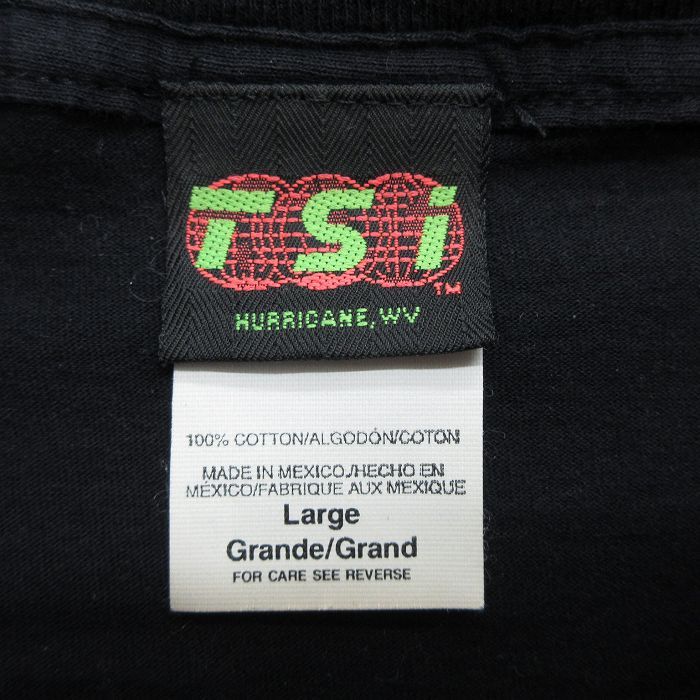 TSi
TM
HURRICANE, WV
100% COTTON/ALGODÓN/COTON
MADE IN MEXICO/HECHO EN
MÉXICO/FABRIQUE AUX MEXIQUE
Large
Grande/Grand
FOR CARE SEE REVERSE